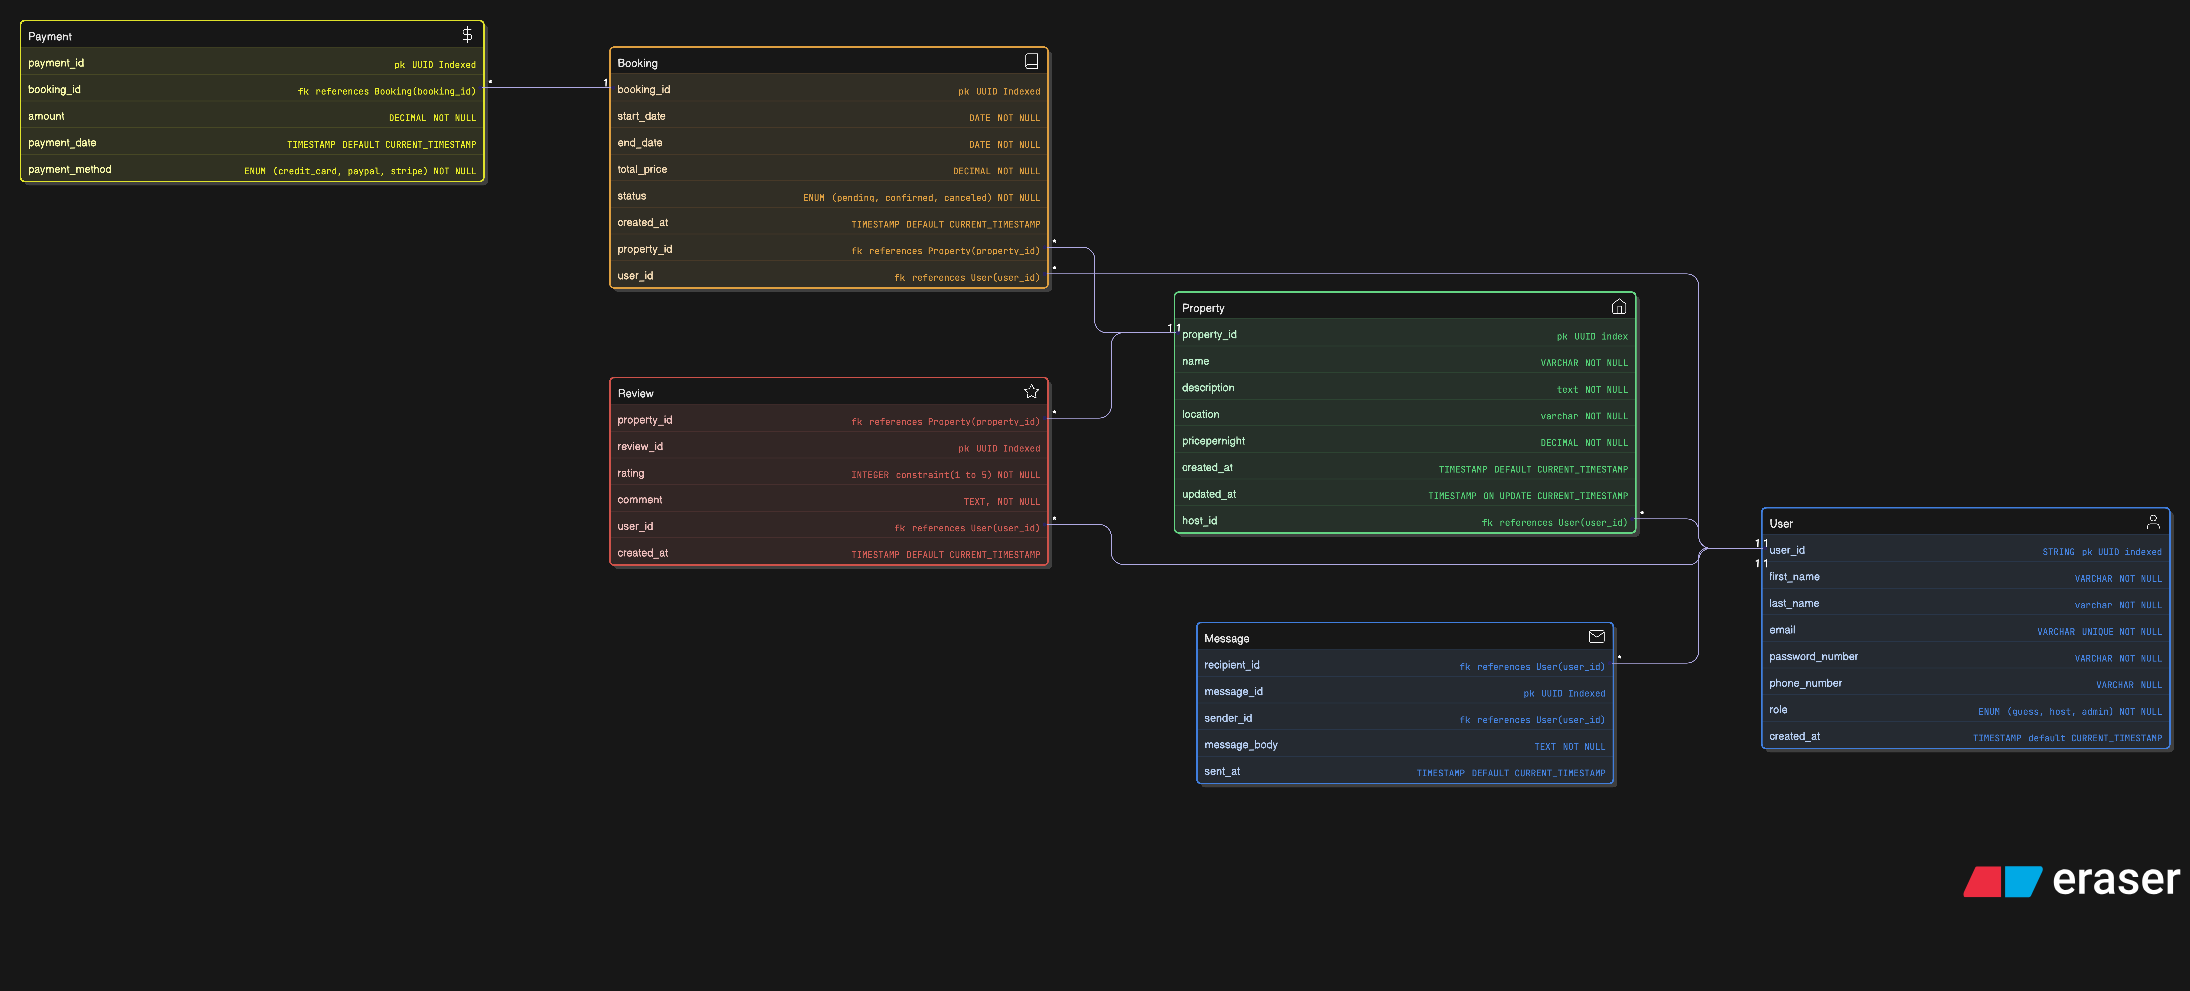 Payment
payment_id pk UUID Indexed
booking_id fk references Booking(booking_id)
amount DECIMAL NOT NULL
payment_date TIMESTAMP DEFAULT CURRENT_TIMESTAMP
payment_method ENUM (credit_card, paypal, stripe) NOT NULL
* 1
Booking
booking_id pk UUID Indexed
start_date DATE NOT NULL
end_date DATE NOT NULL
total_price DECIMAL NOT NULL
status ENUM (pending, confirmed, canceled) NOT NULL
created_at TIMESTAMP DEFAULT CURRENT_TIMESTAMP
property_id fk references Property(property_id)
*
user_id fk references User(user_id)
*
Review
property_id fk references Property(property_id)
*
review_id pk UUID Indexed
rating INTEGER constraint(1 to 5) NOT NULL
comment TEXT, NOT NULL
user_id fk references User(user_id)
*
created_at TIMESTAMP DEFAULT CURRENT_TIMESTAMP
Property
1 1
property_id pk UUID index
name VARCHAR NOT NULL
description text NOT NULL
location varchar NOT NULL
pricepernight DECIMAL NOT NULL
created_at TIMESTAMP DEFAULT CURRENT_TIMESTAMP
updated_at TIMESTAMP ON UPDATE CURRENT_TIMESTAMP
host_id fk references User(user_id)
*
Message
recipient_id fk references User(user_id)
*
message_id pk UUID Indexed
sender_id fk references User(user_id)
message_body TEXT NOT NULL
sent_at TIMESTAMP DEFAULT CURRENT_TIMESTAMP
User
1 1
user_id STRING pk UUID indexed
1 1
first_name VARCHAR NOT NULL
last_name varchar NOT NULL
email VARCHAR UNIQUE NOT NULL
password_number VARCHAR NOT NULL
phone_number VARCHAR NULL
role ENUM (guess, host, admin) NOT NULL
created_at TIMESTAMP default CURRENT_TIMESTAMP
eraser